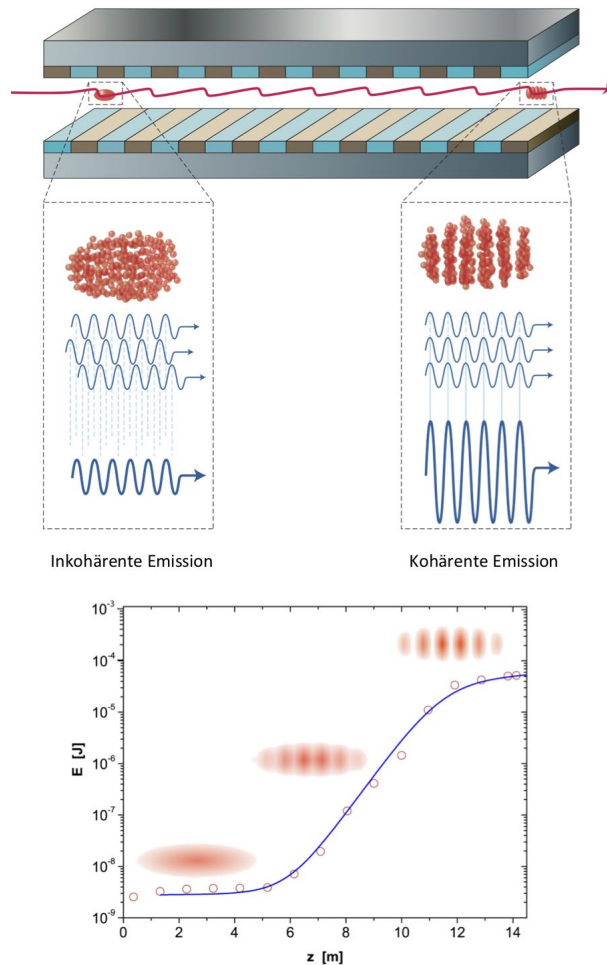 Inkohärente Emission
Kohärente Emission
E [J]
10⁻³
10⁻⁴
10⁻⁵
10⁻⁶
10⁻⁷
10⁻⁸
10⁻⁹
0 2 4 6 8 10 12 14
z [m]